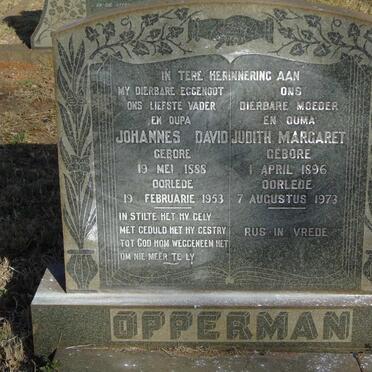 IN TERE HERINNERING AAN
MY DIERBARE EGGENOOT
ONS LIEFSTE VADER
EN OUPA
JOHANNES DAVID
GEBORE
19 MEI 1888
OORLEDE
19 FEBRUARIE 1953
IN STILTE HET HY GELY
MET GEDULD HET HY GESTRY
TOT GOD HOM WEGGENEEM HET
OM NIE MEER TE LY
ONS
DIERBARE MOEDER
EN OUMA
JUDITH MARGARET
GEBORE
1 APRIL 1896
OORLEDE
7 AUGUSTUS 1973
RUS IN VREDE
OPPERMAN